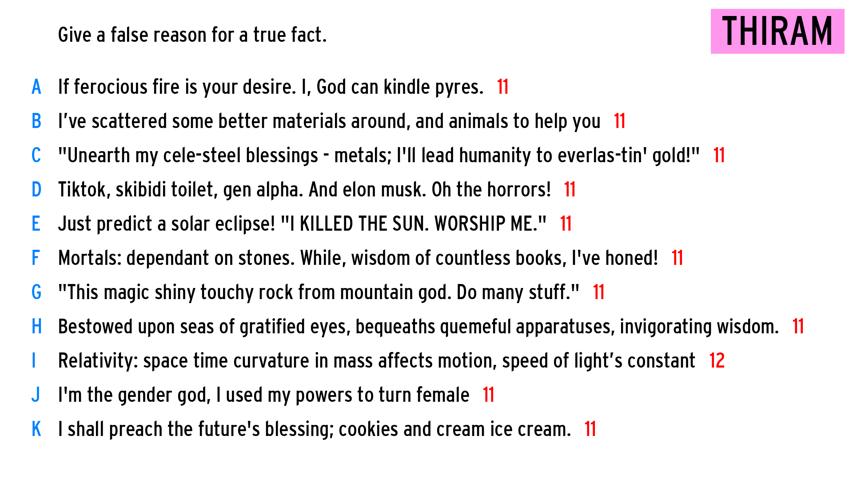 THIRAM
Give a false reason for a true fact.
A If ferocious fire is your desire. I, God can kindle pyres. 11
B I've scattered some better materials around, and animals to help you 11
C "Unearth my cele-steel blessings - metals; I'll lead humanity to everlas-tin' gold!" 11
D Tiktok, skibidi toilet, gen alpha. And elon musk. Oh the horrors! 11
E Just predict a solar eclipse! "I KILLED THE SUN. WORSHIP ME." 11
F Mortals: dependant on stones. While, wisdom of countless books, I've honed! 11
G "This magic shiny touchy rock from mountain god. Do many stuff." 11
H Bestowed upon seas of gratified eyes, bequeaths quemeful apparatuses, invigorating wisdom. 11
I Relativity: space time curvature in mass affects motion, speed of light's constant 12
J I'm the gender god, I used my powers to turn female 11
K I shall preach the future's blessing; cookies and cream ice cream. 11